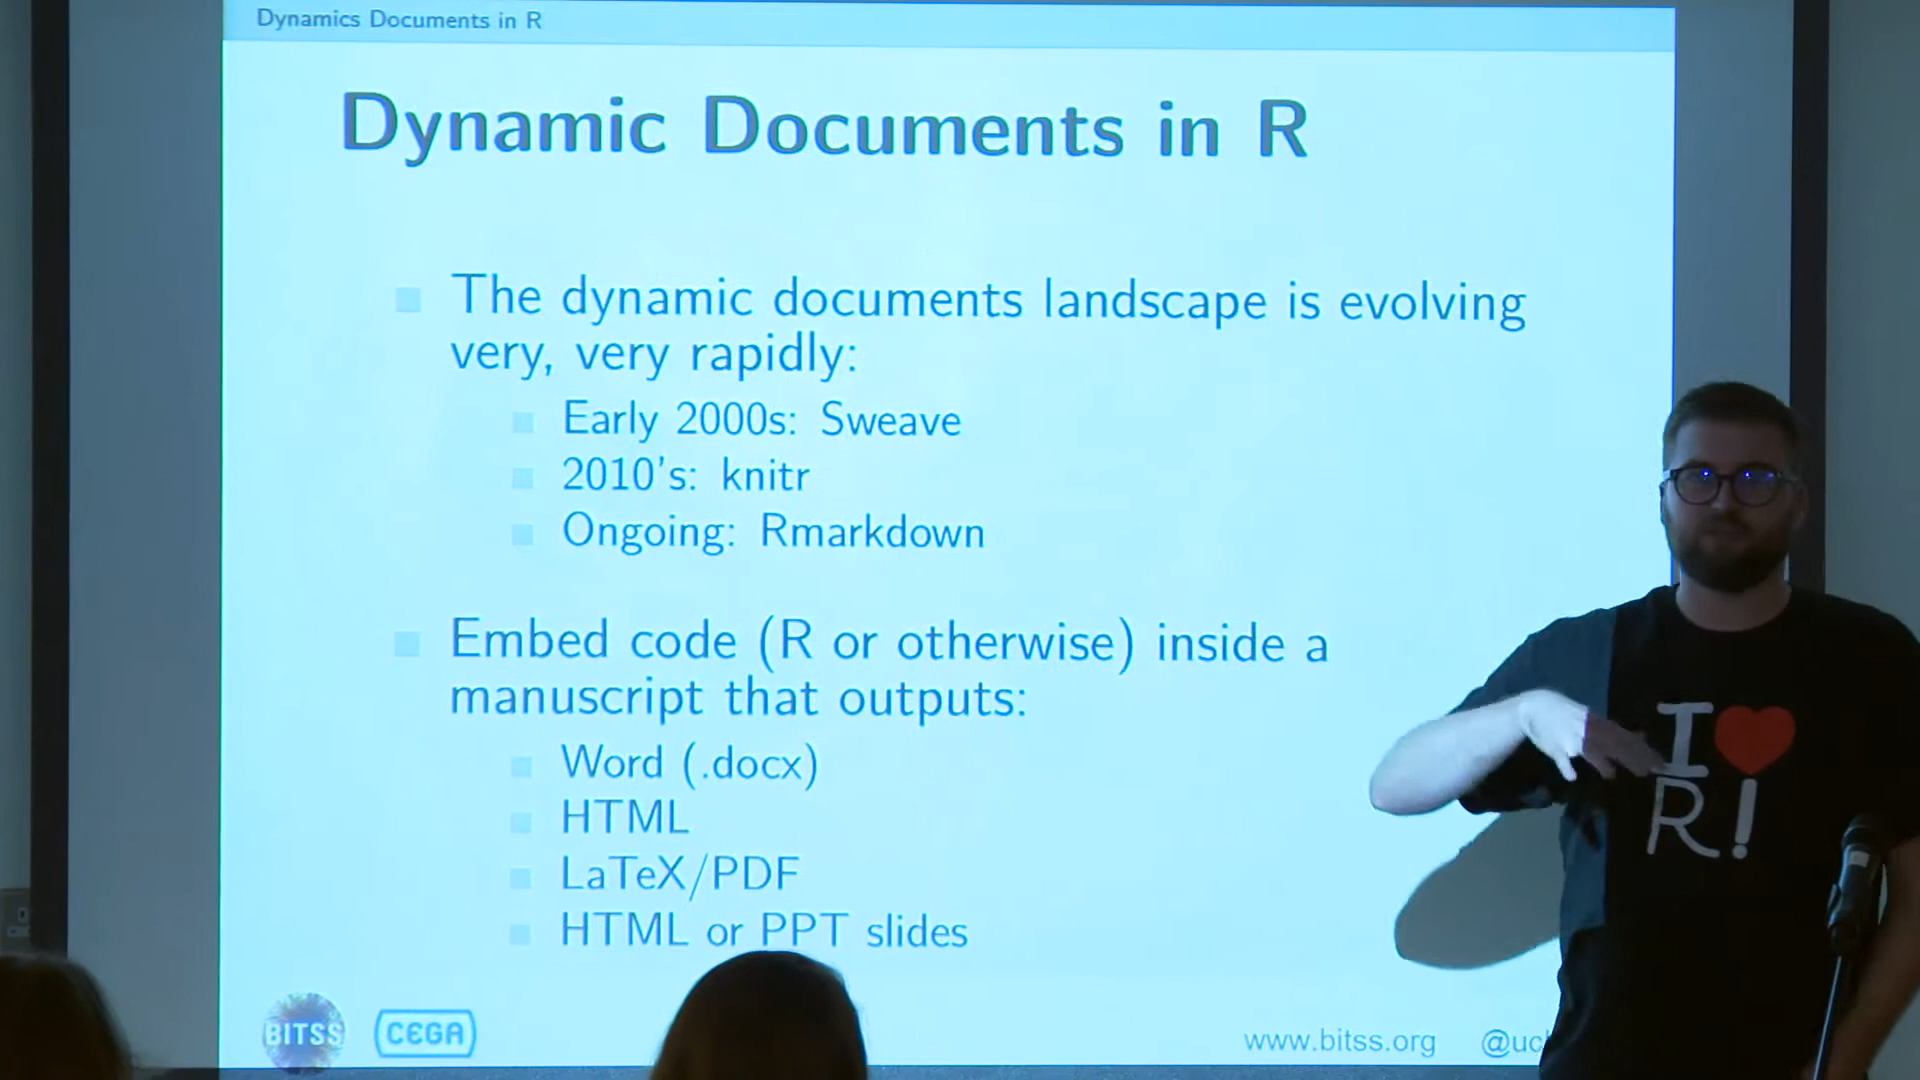 Dynamics Documents in R
Dynamic Documents in R
The dynamic documents landscape is evolving
very, very rapidly:
Early 2000s: Sweave
2010's: knitr
Ongoing: Rmarkdown
Embed code (R or otherwise) inside a
manuscript that outputs:
Word (.docx)
HTML
LaTeX/PDF
HTML or PPT slides
BITSS
CEGA
www.bitss.org
I
R!